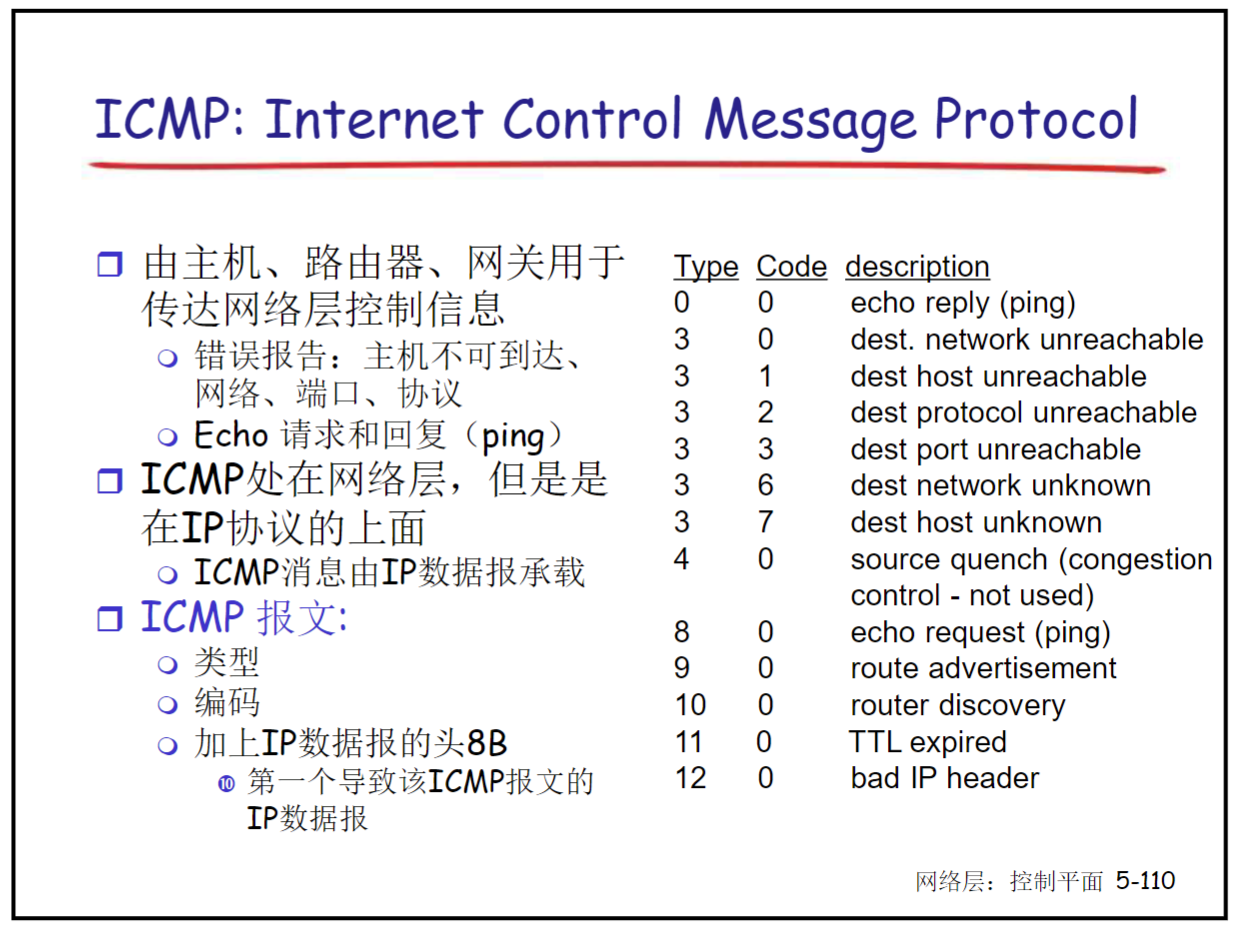 ICMP: Internet Control Message Protocol
由主机、路由器、网关用于
传达网络层控制信息
错误报告：主机不可到达、
网络、端口、协议
Echo 请求和回复（ping）
ICMP处在网络层，但是是
在IP协议的上面
ICMP消息由IP数据报承载
ICMP 报文:
类型
编码
加上IP数据报的头8B
⑩ 第一个导致该ICMP报文的
IP数据报
Type Code description
0 0 echo reply (ping)
3 0 dest. network unreachable
3 1 dest host unreachable
3 2 dest protocol unreachable
3 3 dest port unreachable
3 6 dest network unknown
3 7 dest host unknown
4 0 source quench (congestion
control - not used)
8 0 echo request (ping)
9 0 route advertisement
10 0 router discovery
11 0 TTL expired
12 0 bad IP header
网络层：控制平面 5-110